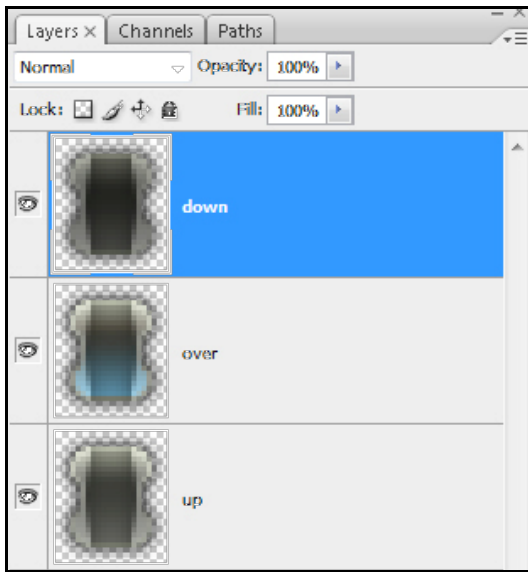 Layers × Channels Paths
Normal Opacity: 100%
Lock: Fill: 100%
down
over
up